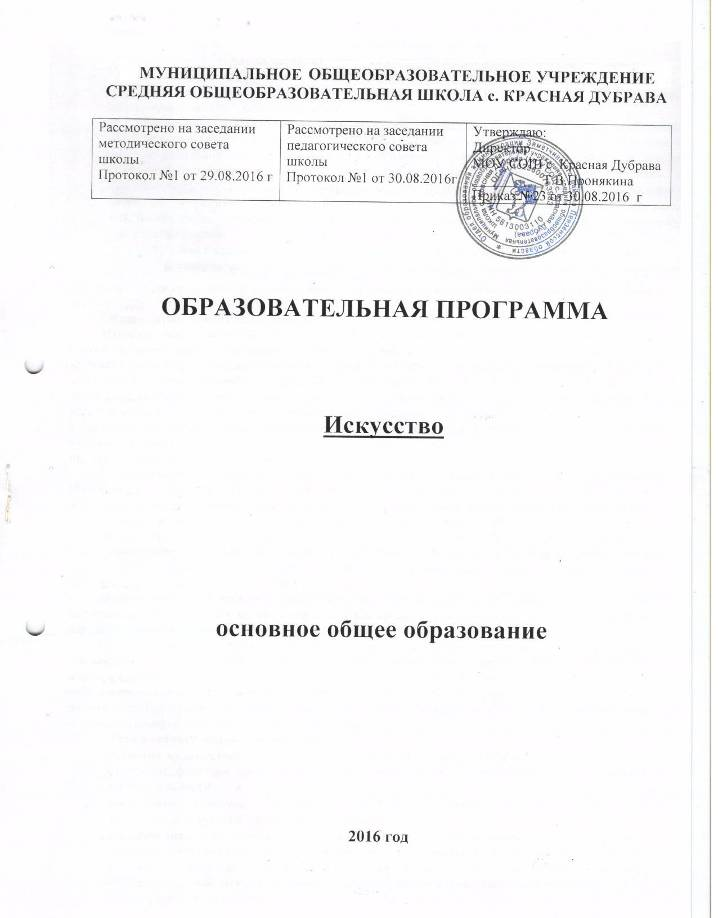 МУНИЦИПАЛЬНОЕ ОБЩЕОБРАЗОВАТЕЛЬНОЕ УЧРЕЖДЕНИЕ
СРЕДНЯЯ ОБЩЕОБРАЗОВАТЕЛЬНАЯ ШКОЛА с. КРАСНАЯ ДУБРАВА
Рассмотрено на заседании
методического совета
школы
Протокол №1 от 29.08.2016 г
Рассмотрено на заседании
педагогического совета
школы
Протокол №1 от 30.08.2016г
Утверждаю:
Директор
МОУ СОШ с. Красная Дубрава
Т.В.Пронякина
Приказ №23 от 30.08.2016 г
ОБРАЗОВАТЕЛЬНАЯ ПРОГРАММА
Искусство
основное общее образование
2016 год